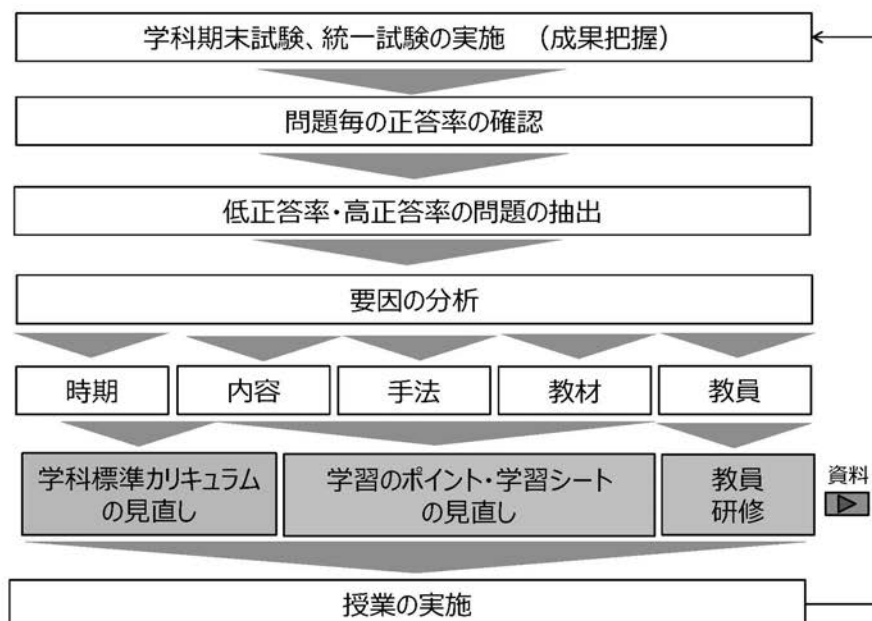 学科期末試験、統一試験の実施　（成果把握）
問題毎の正答率の確認
低正答率・高正答率の問題の抽出
要因の分析
時期
内容
手法
教材
教員
学科標準カリキュラム
の見直し
学習のポイント・学習シート
の見直し
教員
研修
資料
授業の実施